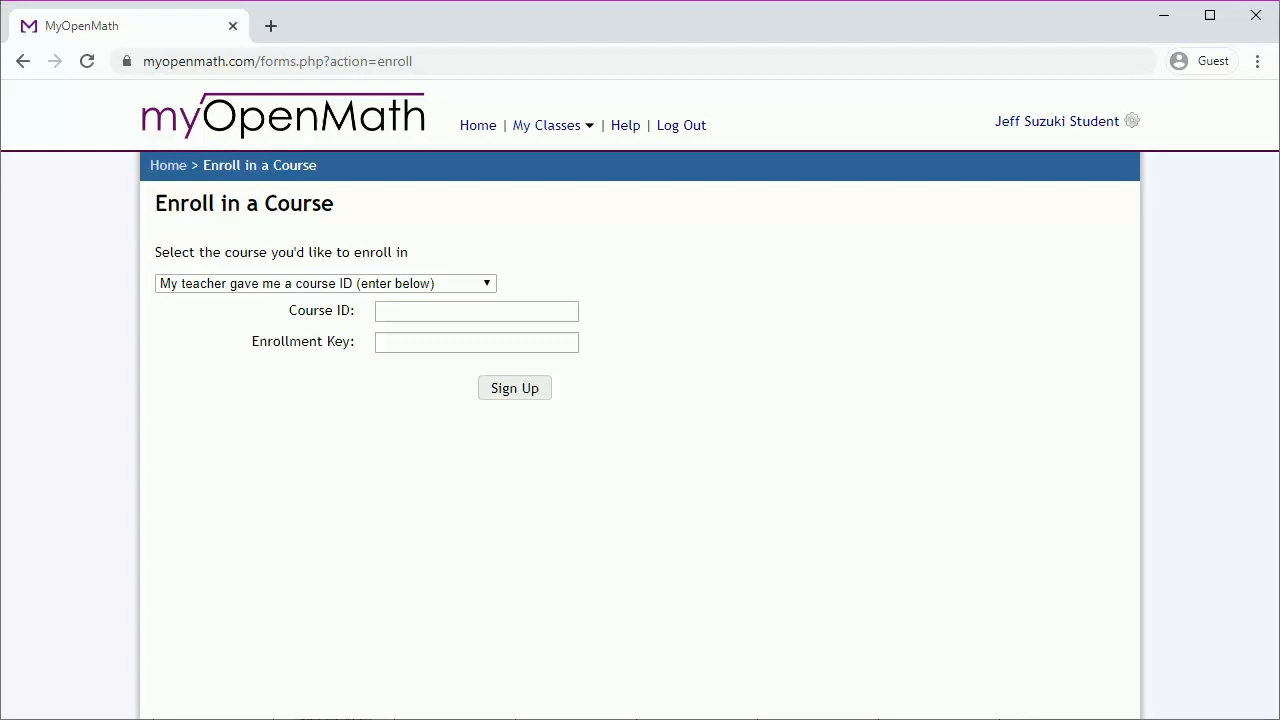 MyOpenMath
myopenmath.com/forms.php?action=enroll
Guest
myOpenMath
Home | My Classes | Help | Log Out
Jeff Suzuki Student
Home > Enroll in a Course
Enroll in a Course
Select the course you'd like to enroll in
My teacher gave me a course ID (enter below)
Course ID:
Enrollment Key:
Sign Up